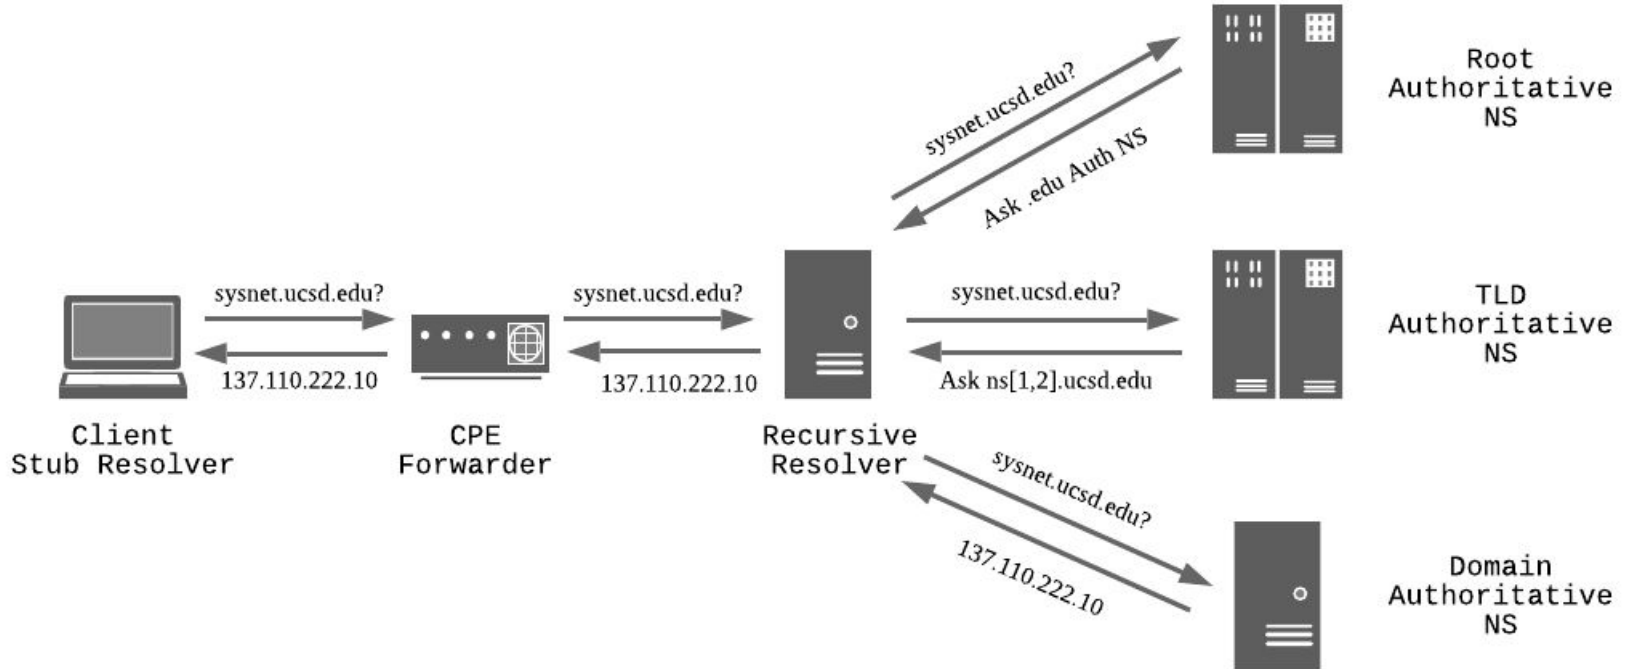 sysnet.ucsd.edu?
Ask .edu Auth NS
Root
Authoritative
NS
sysnet.ucsd.edu?
137.110.222.10
sysnet.ucsd.edu?
137.110.222.10
sysnet.ucsd.edu?
Ask ns[1,2].ucsd.edu
TLD
Authoritative
NS
Client
Stub Resolver
CPE
Forwarder
Recursive
Resolver
sysnet.ucsd.edu?
137.110.222.10
Domain
Authoritative
NS